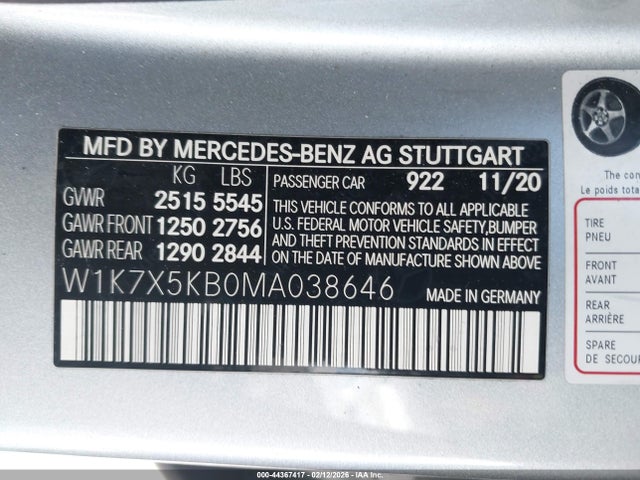 MFD BY MERCEDES-BENZ AG STUTTGART
KG LBS
GVWR 2515 5545
GAWR FRONT 1250 2756
GAWR REAR 1290 2844
PASSENGER CAR 922 11/20
THIS VEHICLE CONFORMS TO ALL APPLICABLE
U.S. FEDERAL MOTOR VEHICLE SAFETY,BUMPER
AND THEFT PREVENTION STANDARDS IN EFFECT
ON THE DATE OF MANUFACTURE SHOWN ABOVE.
W1K7X5KB0MA038646 MADE IN GERMANY
The con
Le poids tota
TIRE
PNEU
FRONT
AVANT
REAR
ARRIÈRE
SPARE
DE SECOUR
000-44367417 - 02/12/2026 - COPYRIGHT IAA